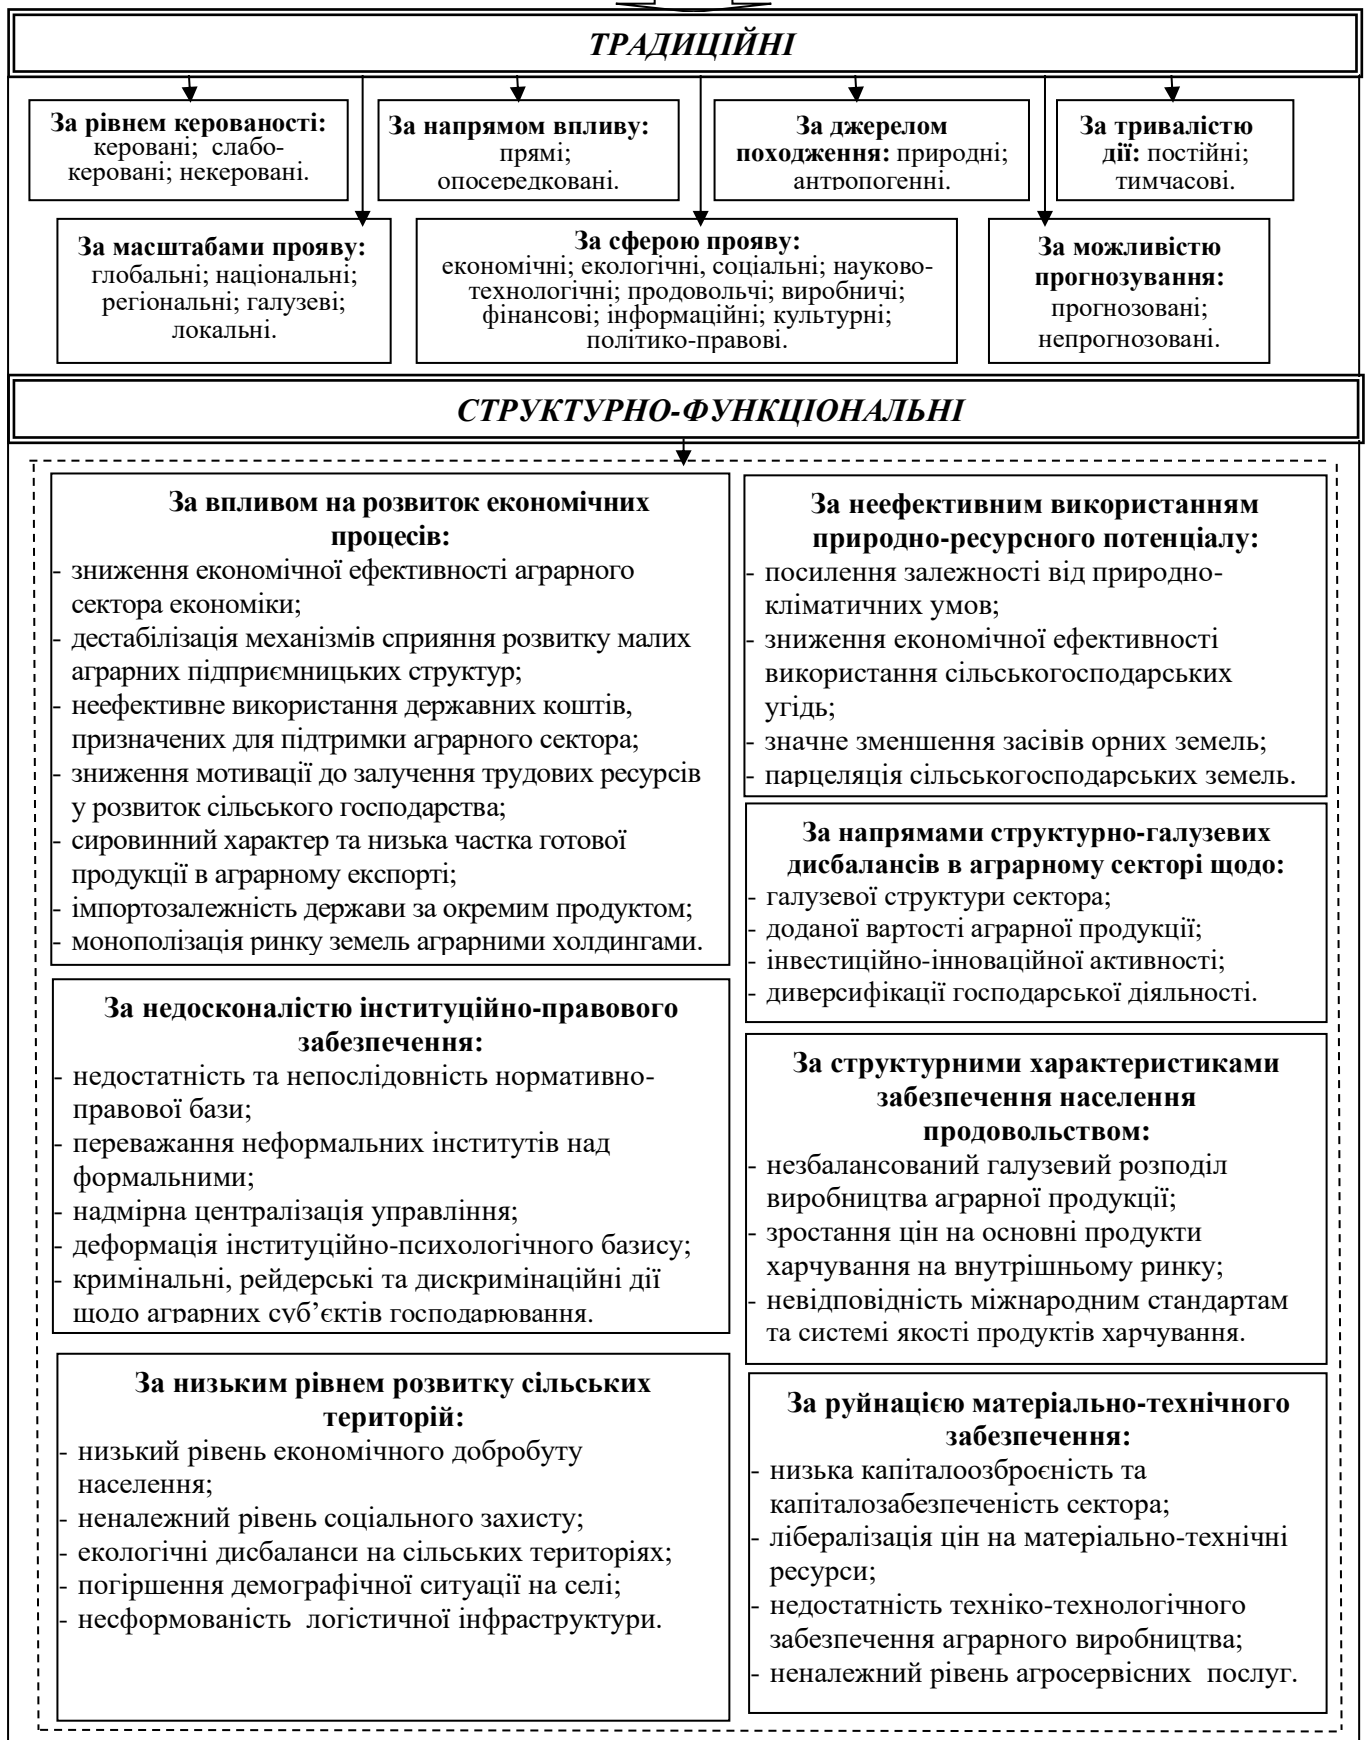 ТРАДИЦІЙНІ
За рівнем керованості:
керовані; слабо-
керовані; некеровані.
За напрямом впливу:
прямі;
опосередковані.
За джерелом
походження: природні;
антропогенні.
За тривалістю
дії: постійні;
тимчасові.
За масштабами прояву:
глобальні; національні;
регіональні; галузеві;
локальні.
За сферою прояву:
економічні; екологічні, соціальні; науково-
технологічні; продовольчі; виробничі;
фінансові; інформаційні; культурні;
політико-правові.
За можливістю
прогнозування:
прогнозовані;
непрогнозовані.
СТРУКТУРНО-ФУНКЦІОНАЛЬНІ
За впливом на розвиток економічних
процесів:
- зниження економічної ефективності аграрного
сектора економіки;
- дестабілізація механізмів сприяння розвитку малих
аграрних підприємницьких структур;
- неефективне використання державних коштів,
призначених для підтримки аграрного сектора;
- зниження мотивації до залучення трудових ресурсів
у розвиток сільського господарства;
- сировинний характер та низька частка готової
продукції в аграрному експорті;
- імпортозалежність держави за окремим продуктом;
- монополізація ринку земель аграрними холдингами.
За недосконалістю інституційно-правового
забезпечення:
- недостатність та непослідовність нормативно-
правової бази;
- переважання неформальних інститутів над
формальними;
- надмірна централізація управління;
- деформація інституційно-психологічного базису;
- кримінальні, рейдерські та дискримінаційні дії
щодо аграрних суб’єктів господарювання.
За низьким рівнем розвитку сільських
територій:
- низький рівень економічного добробуту
населення;
- неналежний рівень соціального захисту;
- екологічні дисбаланси на сільських територіях;
- погіршення демографічної ситуації на селі;
- несформованість логістичної інфраструктури.
За неефективним використанням
природно-ресурсного потенціалу:
- посилення залежності від природно-
кліматичних умов;
- зниження економічної ефективності
використання сільськогосподарських
угідь;
- значне зменшення засівів орних земель;
- парцеляція сільськогосподарських земель.
За напрямами структурно-галузевих
дисбалансів в аграрному секторі щодо:
- галузевої структури сектора;
- доданої вартості аграрної продукції;
- інвестиційно-інноваційної активності;
- диверсифікації господарської діяльності.
За структурними характеристиками
забезпечення населення
продовольством:
- незбалансований галузевий розподіл
виробництва аграрної продукції;
- зростання цін на основні продукти
харчування на внутрішньому ринку;
- невідповідність міжнародним стандартам
та системі якості продуктів харчування.
За руйнацією матеріально-технічного
забезпечення:
- низька капіталоозброєність та
капіталозабезпеченість сектора;
- лібералізація цін на матеріально-технічні
ресурси;
- недостатність техніко-технологічного
забезпечення аграрного виробництва;
- неналежний рівень агросервісних послуг.